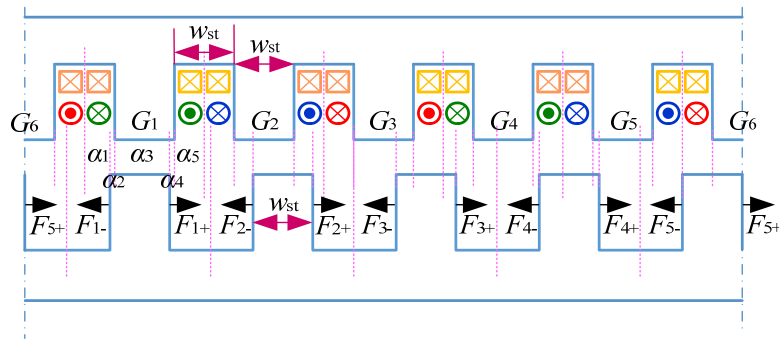 wst
wst
G6 G1 G2 G3 G4 G5 G6
α1 α3 α5
α2 α4
wst
F5+ F1- F1+ F2- F2+ F3- F3+ F4- F4+ F5- F5+